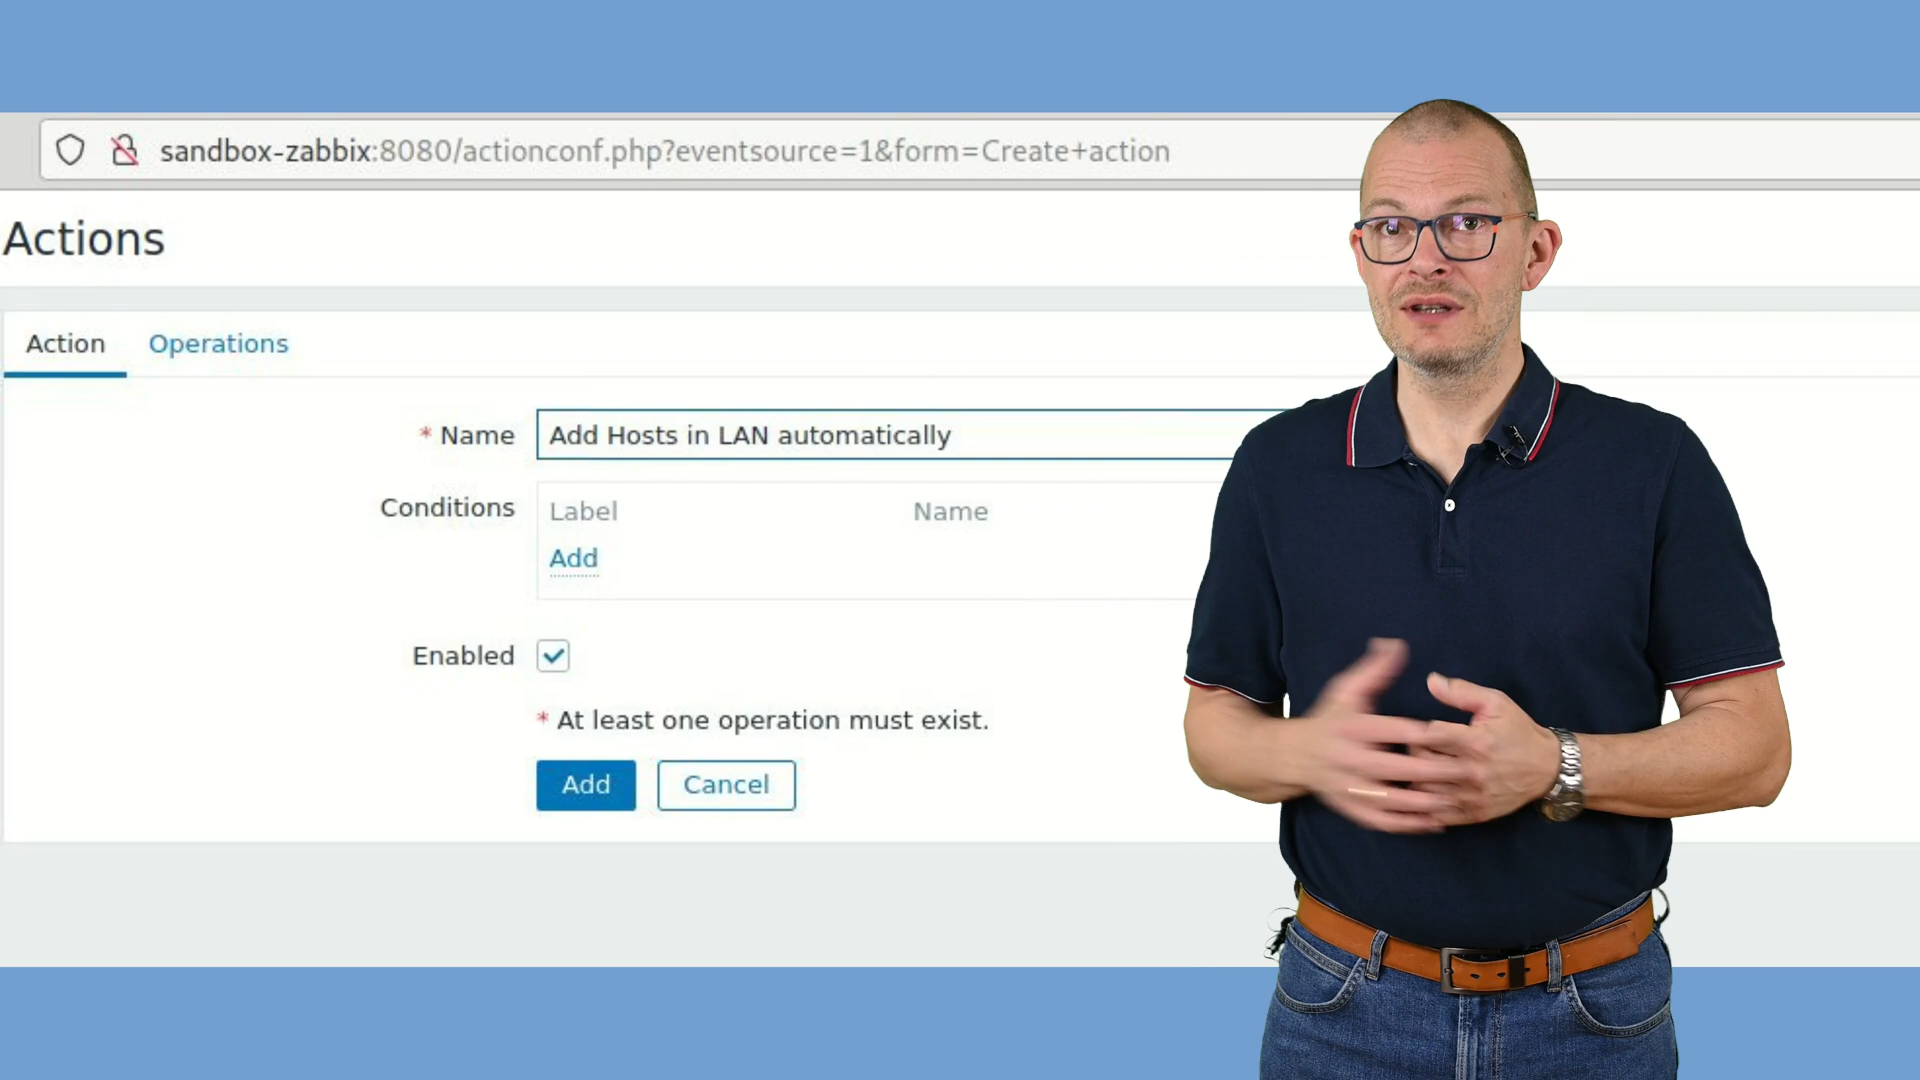 sandbox-zabbix:8080/actionconf.php?eventsource=1&form=Create+action
Actions
Action Operations
* Name Add Hosts in LAN automatically
Conditions Label Name
Add
Enabled
* At least one operation must exist.
Add Cancel